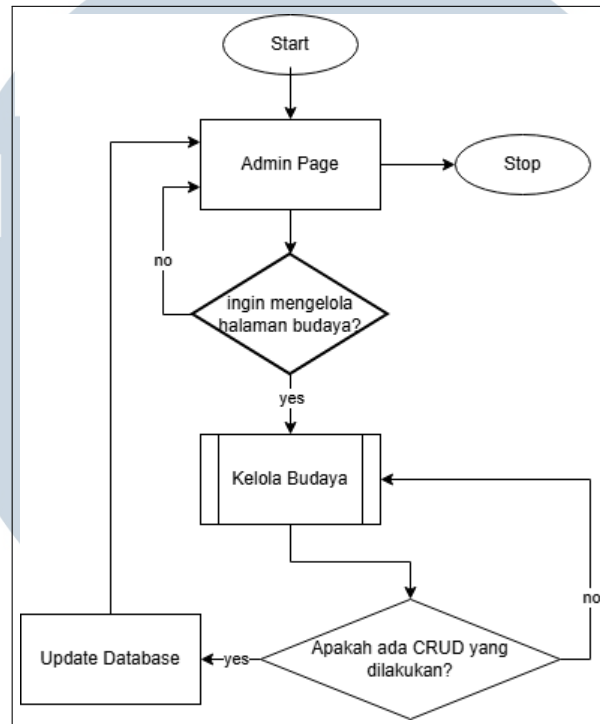 Start
Admin Page
Stop
no
ingin mengelola
halaman budaya?
yes
Kelola Budaya
no
Apakah ada CRUD yang
dilakukan?
yes
Update Database